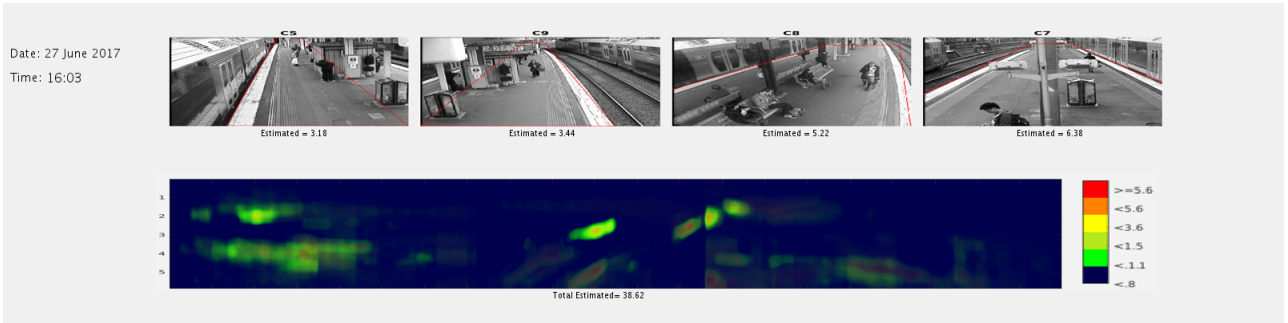 Date: 27 June 2017
Time: 16:03
C5
C9
C8
C7
Estimated = 3.18
Estimated = 3.44
Estimated = 5.22
Estimated = 6.38
1
2
3
4
5
>=5.6
<5.6
<3.6
<1.5
<.1.1
<.8
Total Estimated= 38.62